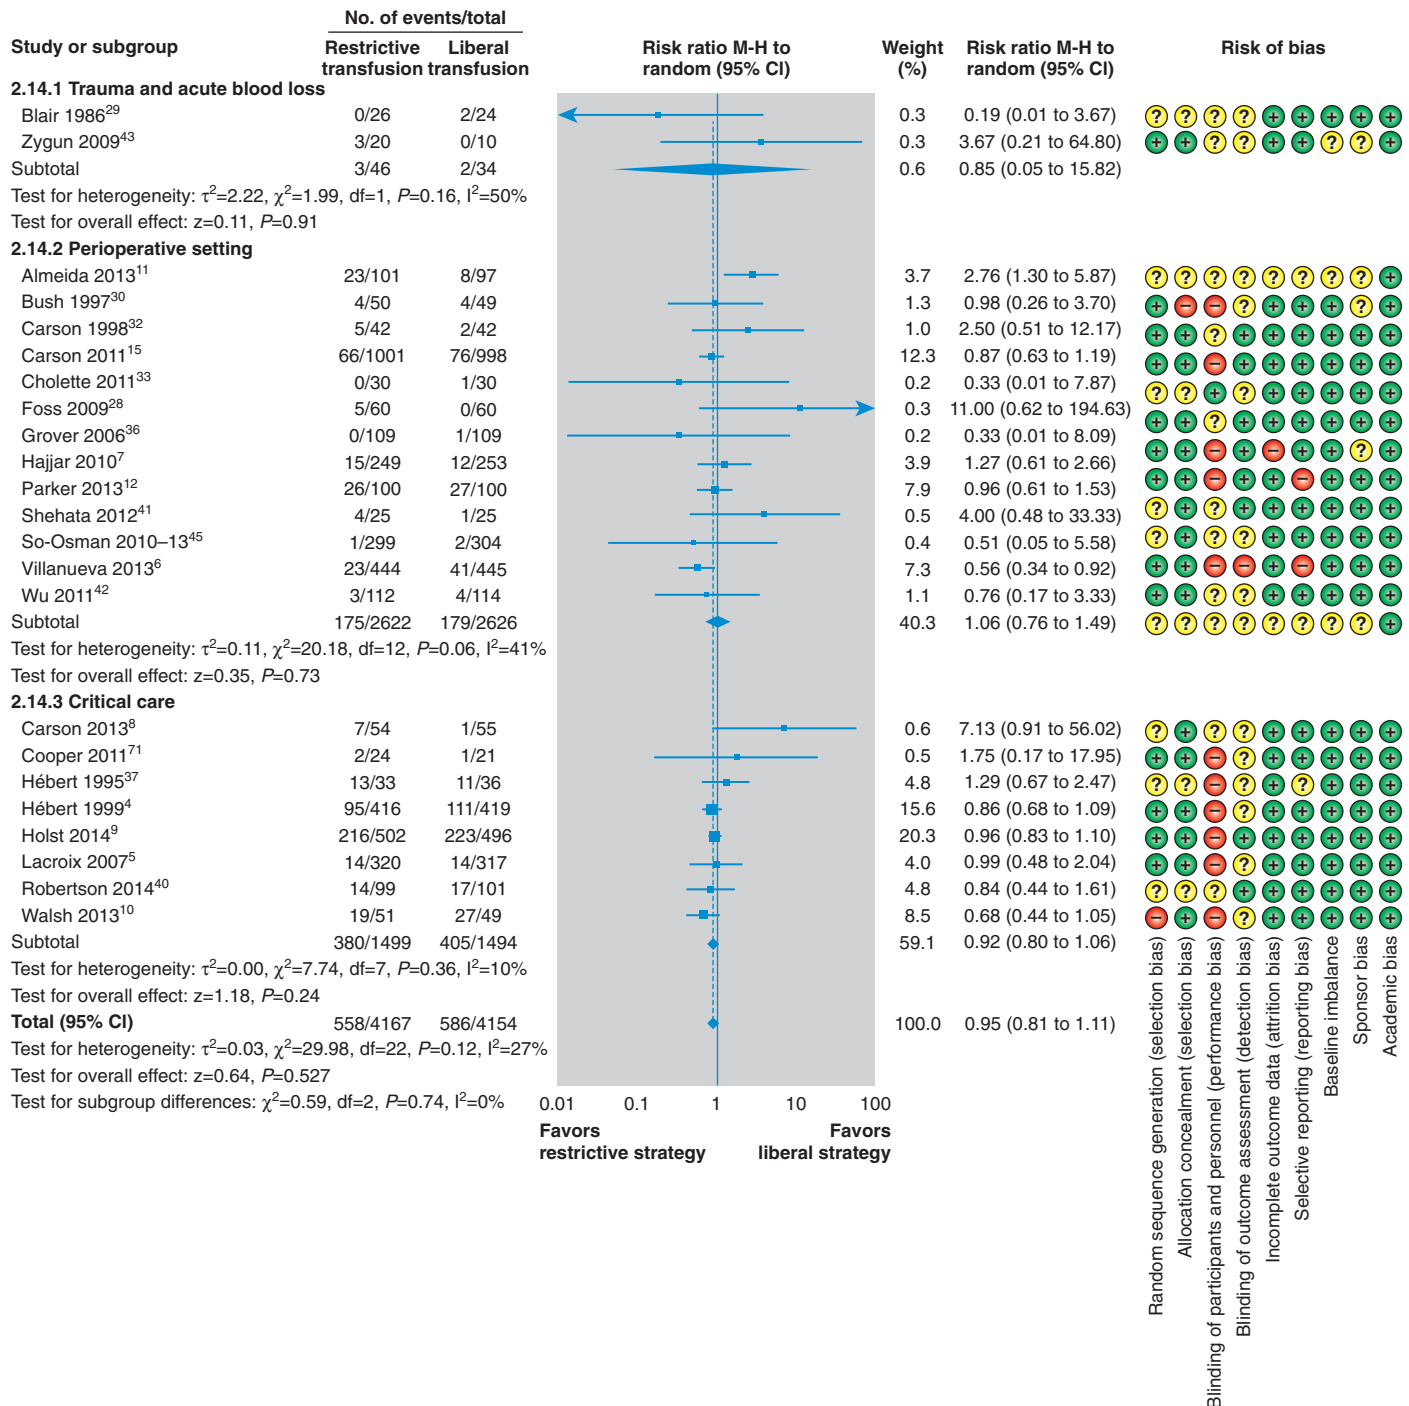 No. of events/total
Study or subgroup Restrictive transfusion Liberal transfusion Risk ratio M-H to random (95% CI) Weight (%) Risk ratio M-H to random (95% CI) Risk of bias
2.14.1 Trauma and acute blood loss
Blair 1986²⁹ 0/26 2/24 0.3 0.19 (0.01 to 3.67) ? ? ? ? + + + + +
Zygun 2009⁴³ 3/20 0/10 0.3 3.67 (0.21 to 64.80) + + ? ? + + ? ? +
Subtotal 3/46 2/34 0.6 0.85 (0.05 to 15.82)
Test for heterogeneity: τ²=2.22, χ²=1.99, df=1, P=0.16, I²=50%
Test for overall effect: z=0.11, P=0.91
2.14.2 Perioperative setting
Almeida 2013¹¹ 23/101 8/97 3.7 2.76 (1.30 to 5.87) ? ? ? ? ? ? ? ? +
Bush 1997³⁰ 4/50 4/49 1.3 0.98 (0.26 to 3.70) + − − ? + + + ? +
Carson 1998³² 5/42 2/42 1.0 2.50 (0.51 to 12.17) + + ? + + + + + +
Carson 2011¹⁵ 66/1001 76/998 12.3 0.87 (0.63 to 1.19) + + − + + + + + +
Cholette 2011³³ 0/30 1/30 0.2 0.33 (0.01 to 7.87) ? ? + ? + + + + +
Foss 2009²⁸ 5/60 0/60 0.3 11.00 (0.62 to 194.63) + + ? + + + + + +
Grover 2006³⁶ 0/109 1/109 0.2 0.33 (0.01 to 8.09) + + − + − + + ? +
Hajjar 2010⁷ 15/249 12/253 3.9 1.27 (0.61 to 2.66) + + − + + − + + +
Parker 2013¹² 26/100 27/100 7.9 0.96 (0.61 to 1.53) ? + ? + + + + + +
Shehata 2012⁴¹ 4/25 1/25 0.5 4.00 (0.48 to 33.33) ? + ? ? + + + + +
So-Osman 2010–13⁴⁵ 1/299 2/304 0.4 0.51 (0.05 to 5.58) + + − − + − + + +
Villanueva 2013⁶ 23/444 41/445 7.3 0.56 (0.34 to 0.92) + + ? ? + + + + +
Wu 2011⁴² 3/112 4/114 1.1 0.76 (0.17 to 3.33) ? ? ? ? ? ? ? ? +
Subtotal 175/2622 179/2626 40.3 1.06 (0.76 to 1.49)
Test for heterogeneity: τ²=0.11, χ²=20.18, df=12, P=0.06, I²=41%
Test for overall effect: z=0.35, P=0.73
2.14.3 Critical care
Carson 2013⁸ 7/54 1/55 0.6 7.13 (0.91 to 56.02) ? + ? ? + + + + +
Cooper 2011⁷¹ 2/24 1/21 0.5 1.75 (0.17 to 17.95) + + − ? + + + + +
Hébert 1995³⁷ 13/33 11/36 4.8 1.29 (0.67 to 2.47) ? ? − ? + ? + + +
Hébert 1999⁴ 95/416 111/419 15.6 0.86 (0.68 to 1.09) + + − ? + + + + +
Holst 2014⁹ 216/502 223/496 20.3 0.96 (0.83 to 1.10) + + − + + + + + +
Lacroix 2007⁵ 14/320 14/317 4.0 0.99 (0.48 to 2.04) + + − ? + + + + +
Robertson 2014⁴⁰ 14/99 17/101 4.8 0.84 (0.44 to 1.61) ? ? ? + + + + + +
Walsh 2013¹⁰ 19/51 27/49 8.5 0.68 (0.44 to 1.05) − + − ? + + + + +
Subtotal 380/1499 405/1494 59.1 0.92 (0.80 to 1.06)
Test for heterogeneity: τ²=0.00, χ²=7.74, df=7, P=0.36, I²=10%
Test for overall effect: z=1.18, P=0.24
Total (95% CI) 558/4167 586/4154 100.0 0.95 (0.81 to 1.11)
Test for heterogeneity: τ²=0.03, χ²=29.98, df=22, P=0.12, I²=27%
Test for overall effect: z=0.64, P=0.527
Test for subgroup differences: χ²=0.59, df=2, P=0.74, I²=0%
0.01 0.1 1 10 100
Favors restrictive strategy Favors liberal strategy
Random sequence generation (selection bias)
Allocation concealment (selection bias)
Blinding of participants and personnel (performance bias)
Blinding of outcome assessment (detection bias)
Incomplete outcome data (attrition bias)
Selective reporting (reporting bias)
Baseline imbalance
Sponsor bias
Academic bias